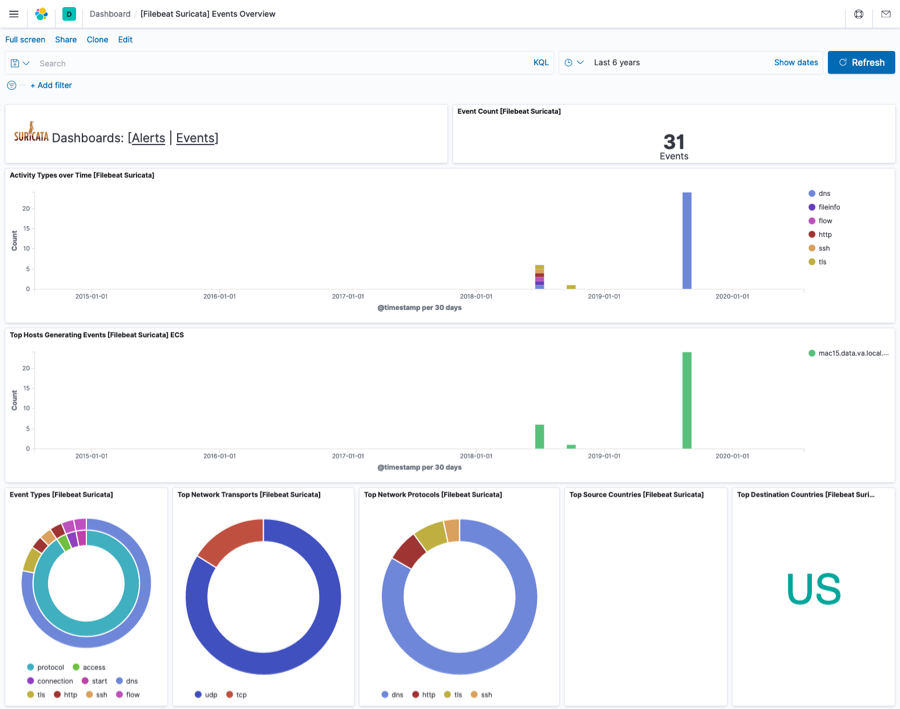 D Dashboard / [Filebeat Suricata] Events Overview
Full screen Share Clone Edit
Search KQL Last 6 years Show dates Refresh
+ Add filter
SURICATA Dashboards: [Alerts | Events]
Event Count [Filebeat Suricata]
31
Events
Activity Types over Time [Filebeat Suricata]
Count
20
15
10
5
0
2015-01-01 2016-01-01 2017-01-01 2018-01-01 2019-01-01 2020-01-01
@timestamp per 30 days
dns
fileinfo
flow
http
ssh
tls
Top Hosts Generating Events [Filebeat Suricata] ECS
Count
20
15
10
5
0
2015-01-01 2016-01-01 2017-01-01 2018-01-01 2019-01-01 2020-01-01
@timestamp per 30 days
mac15.data.va.local....
Event Types [Filebeat Suricata]
protocol access
connection start dns
tls http ssh flow
Top Network Transports [Filebeat Suricata]
udp tcp
Top Network Protocols [Filebeat Suricata]
dns http tls ssh
Top Source Countries [Filebeat Suricata]
Top Destination Countries [Filebeat Suri...
US